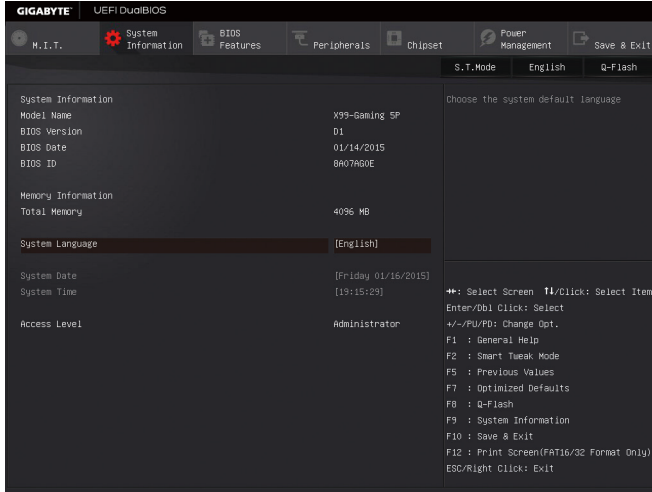 GIGABYTE™ UEFI DualBIOS
M.I.T. System Information BIOS Features Peripherals Chipset Power Management Save & Exit
S.T.Mode English Q-Flash
System Information
Model Name X99-Gaming 5P
BIOS Version D1
BIOS Date 01/14/2015
BIOS ID 8A07AG0E
Memory Information
Total Memory 4096 MB
System Language [English]
System Date [Friday 01/16/2015]
System Time [19:15:29]
Access Level Administrator
Choose the system default language
→←: Select Screen ↑↓/Click: Select Item
Enter/Dbl Click: Select
+/-/PU/PD: Change Opt.
F1 : General Help
F2 : Smart Tweak Mode
F5 : Previous Values
F7 : Optimized Defaults
F8 : Q-Flash
F9 : System Information
F10 : Save & Exit
F12 : Print Screen(FAT16/32 Format Only)
ESC/Right Click: Exit